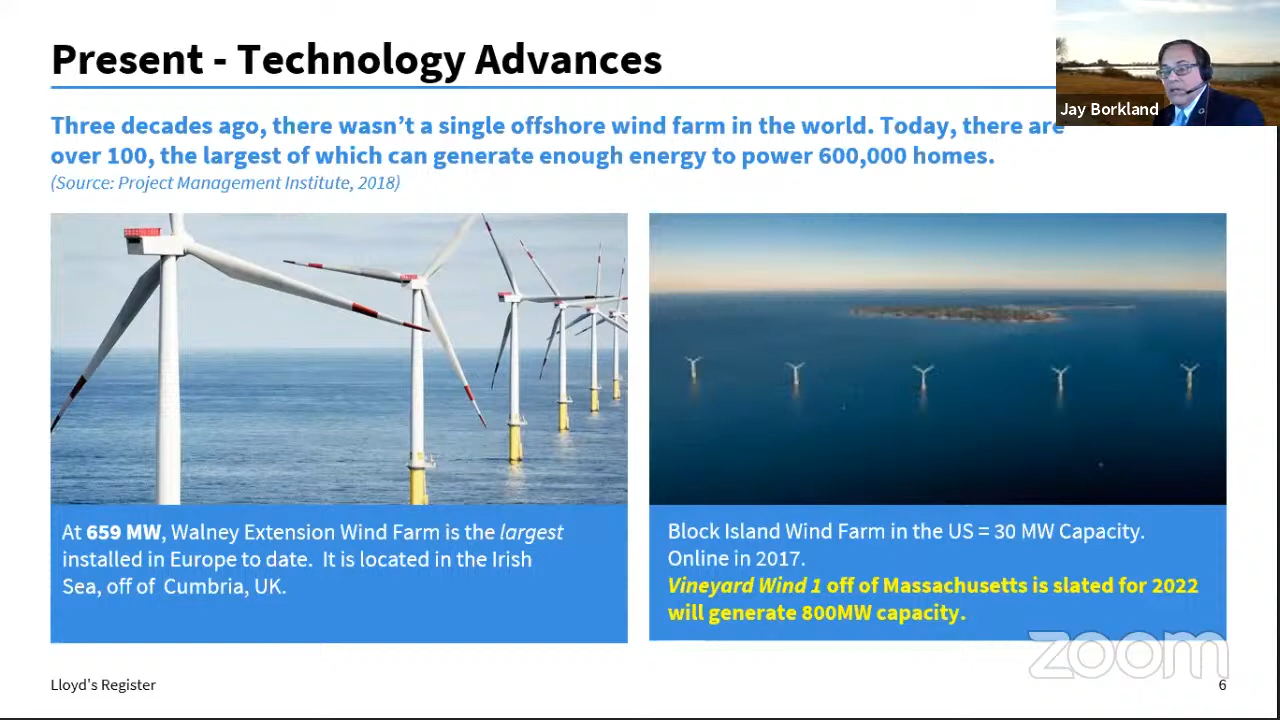 Present - Technology Advances
Jay Borkland
Three decades ago, there wasn’t a single offshore wind farm in the world. Today, there are
over 100, the largest of which can generate enough energy to power 600,000 homes.
(Source: Project Management Institute, 2018)
At 659 MW, Walney Extension Wind Farm is the largest
installed in Europe to date. It is located in the Irish
Sea, off of Cumbria, UK.
Block Island Wind Farm in the US = 30 MW Capacity.
Online in 2017.
Vineyard Wind 1 off of Massachusetts is slated for 2022
will generate 800MW capacity.
zoom
Lloyd's Register
6